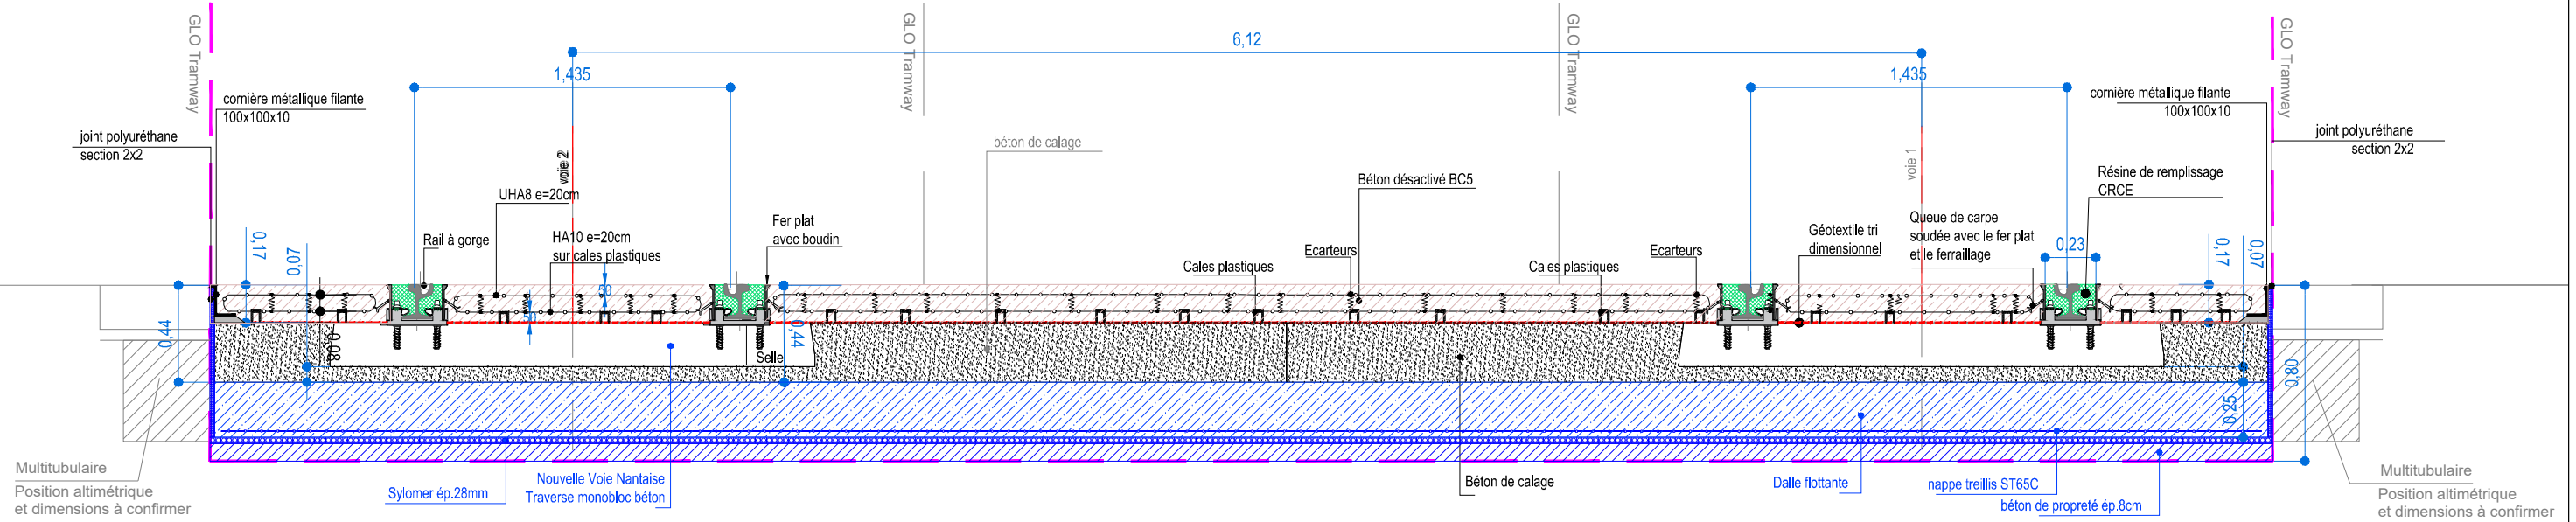 GLO Tramway
GLO Tramway
GLO Tramway
GLO Tramway
6,12
1,435
1,435
cornière métallique filante
100x100x10
joint polyuréthane
section 2x2
voie 2
béton de calage
UHA8 e=20cm
Rail à gorge
HA10 e=20cm
sur cales plastiques
Fer plat
avec boudin
Béton désactivé BC5
Cales plastiques
Ecarteurs
Cales plastiques
Ecarteurs
Géotextile tri
dimensionnel
voie 1
Queue de carpe
soudée avec le fer plat
et le ferraillage
Résine de remplissage
CRCE
cornière métallique filante
100x100x10
joint polyuréthane
section 2x2
0,23
0,17
0,07
0,17
0,07
50
0,44
0,44
Selle
0,80
0,25
Multitubulaire
Position altimétrique
et dimensions à confirmer
Sylomer ép.28mm
Nouvelle Voie Nantaise
Traverse monobloc béton
Béton de calage
Dalle flottante
nappe treillis ST65C
béton de propreté ép.8cm
Multitubulaire
Position altimétrique
et dimensions à confirmer